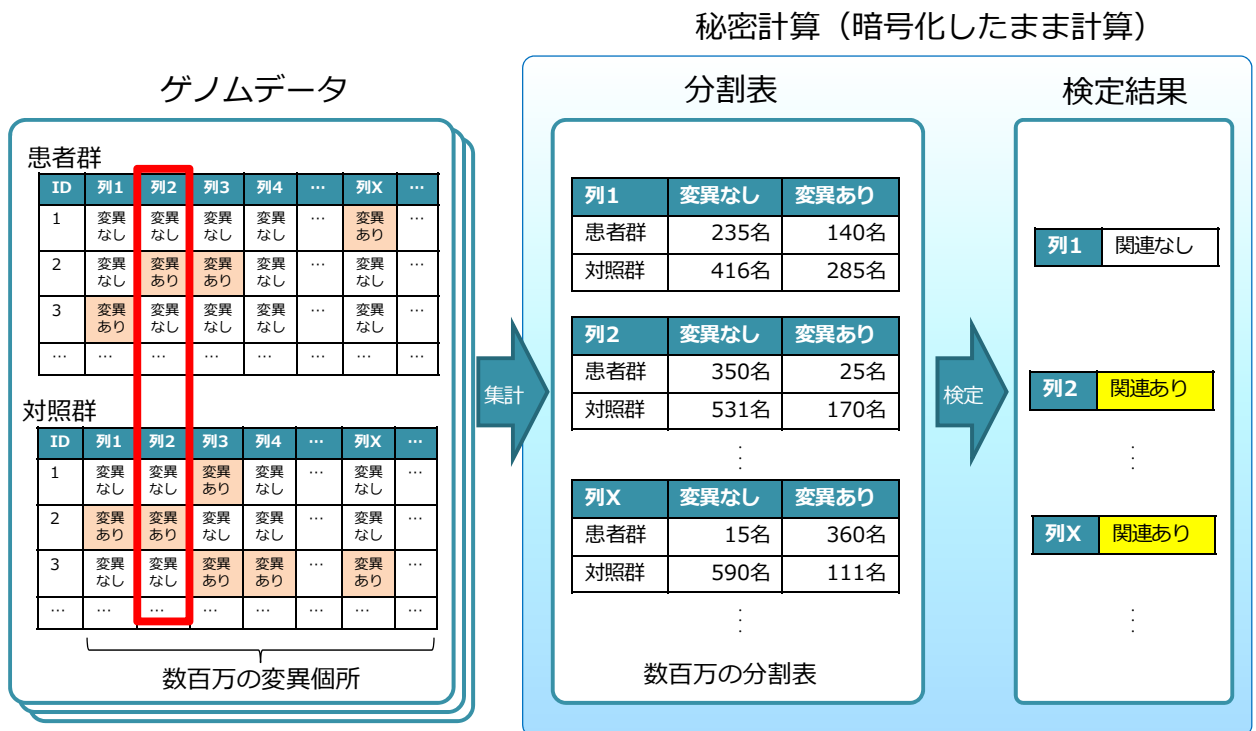 秘密計算（暗号化したまま計算）
ゲノムデータ
分割表
検定結果
患者群
ID 列1 列2 列3 列4 … 列X …
1 変異なし 変異なし 変異なし 変異なし … 変異あり …
2 変異なし 変異あり 変異あり 変異なし … 変異なし …
3 変異あり 変異なし 変異なし 変異なし … 変異なし …
… … … … … … … …
対照群
ID 列1 列2 列3 列4 … 列X …
1 変異なし 変異なし 変異あり 変異なし … 変異なし …
2 変異あり 変異あり 変異なし 変異なし … 変異なし …
3 変異なし 変異なし 変異あり 変異あり … 変異あり …
… … … … … … … …
数百万の変異個所
集計
列1 変異なし 変異あり
患者群 235名 140名
対照群 416名 285名
列2 変異なし 変異あり
患者群 350名 25名
対照群 531名 170名
⋮
列X 変異なし 変異あり
患者群 15名 360名
対照群 590名 111名
⋮
数百万の分割表
検定
列1 関連なし
列2 関連あり
⋮
列X 関連あり
⋮